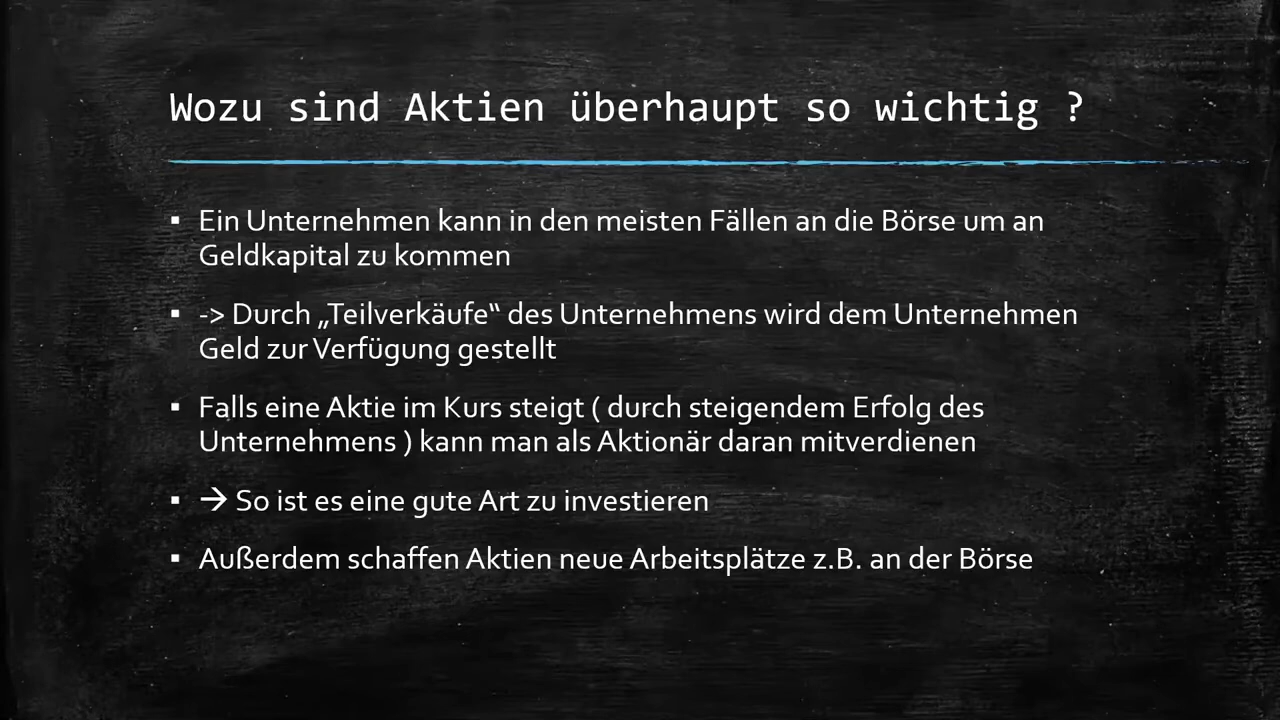 Wozu sind Aktien überhaupt so wichtig ?
▪ Ein Unternehmen kann in den meisten Fällen an die Börse um an
Geldkapital zu kommen
▪ -> Durch „Teilverkäufe“ des Unternehmens wird dem Unternehmen
Geld zur Verfügung gestellt
▪ Falls eine Aktie im Kurs steigt ( durch steigendem Erfolg des
Unternehmens ) kann man als Aktionär daran mitverdienen
▪ → So ist es eine gute Art zu investieren
▪ Außerdem schaffen Aktien neue Arbeitsplätze z.B. an der Börse